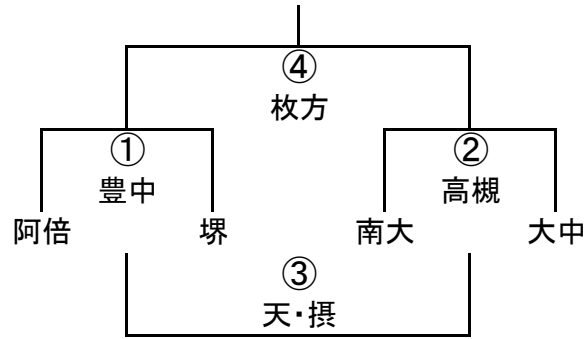 ④
枚方
① ②
豊中 高槻
阿倍 堺 南大 大中
③
天・摂